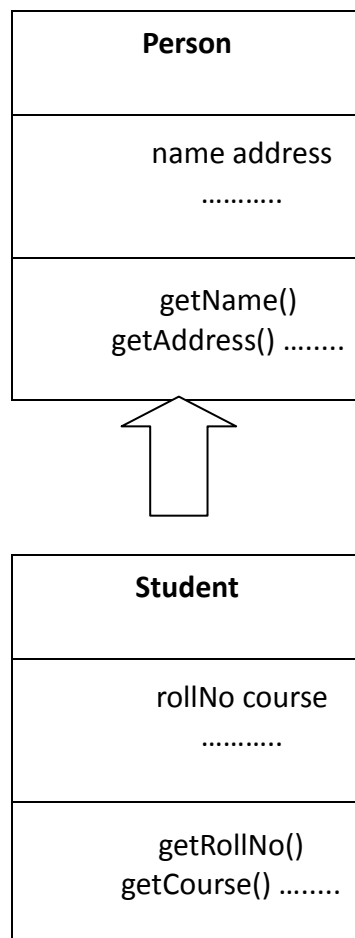 Person
name address
………..
getName()
getAddress() ……..
Student
rollNo course
………..
getRollNo()
getCourse() ……..